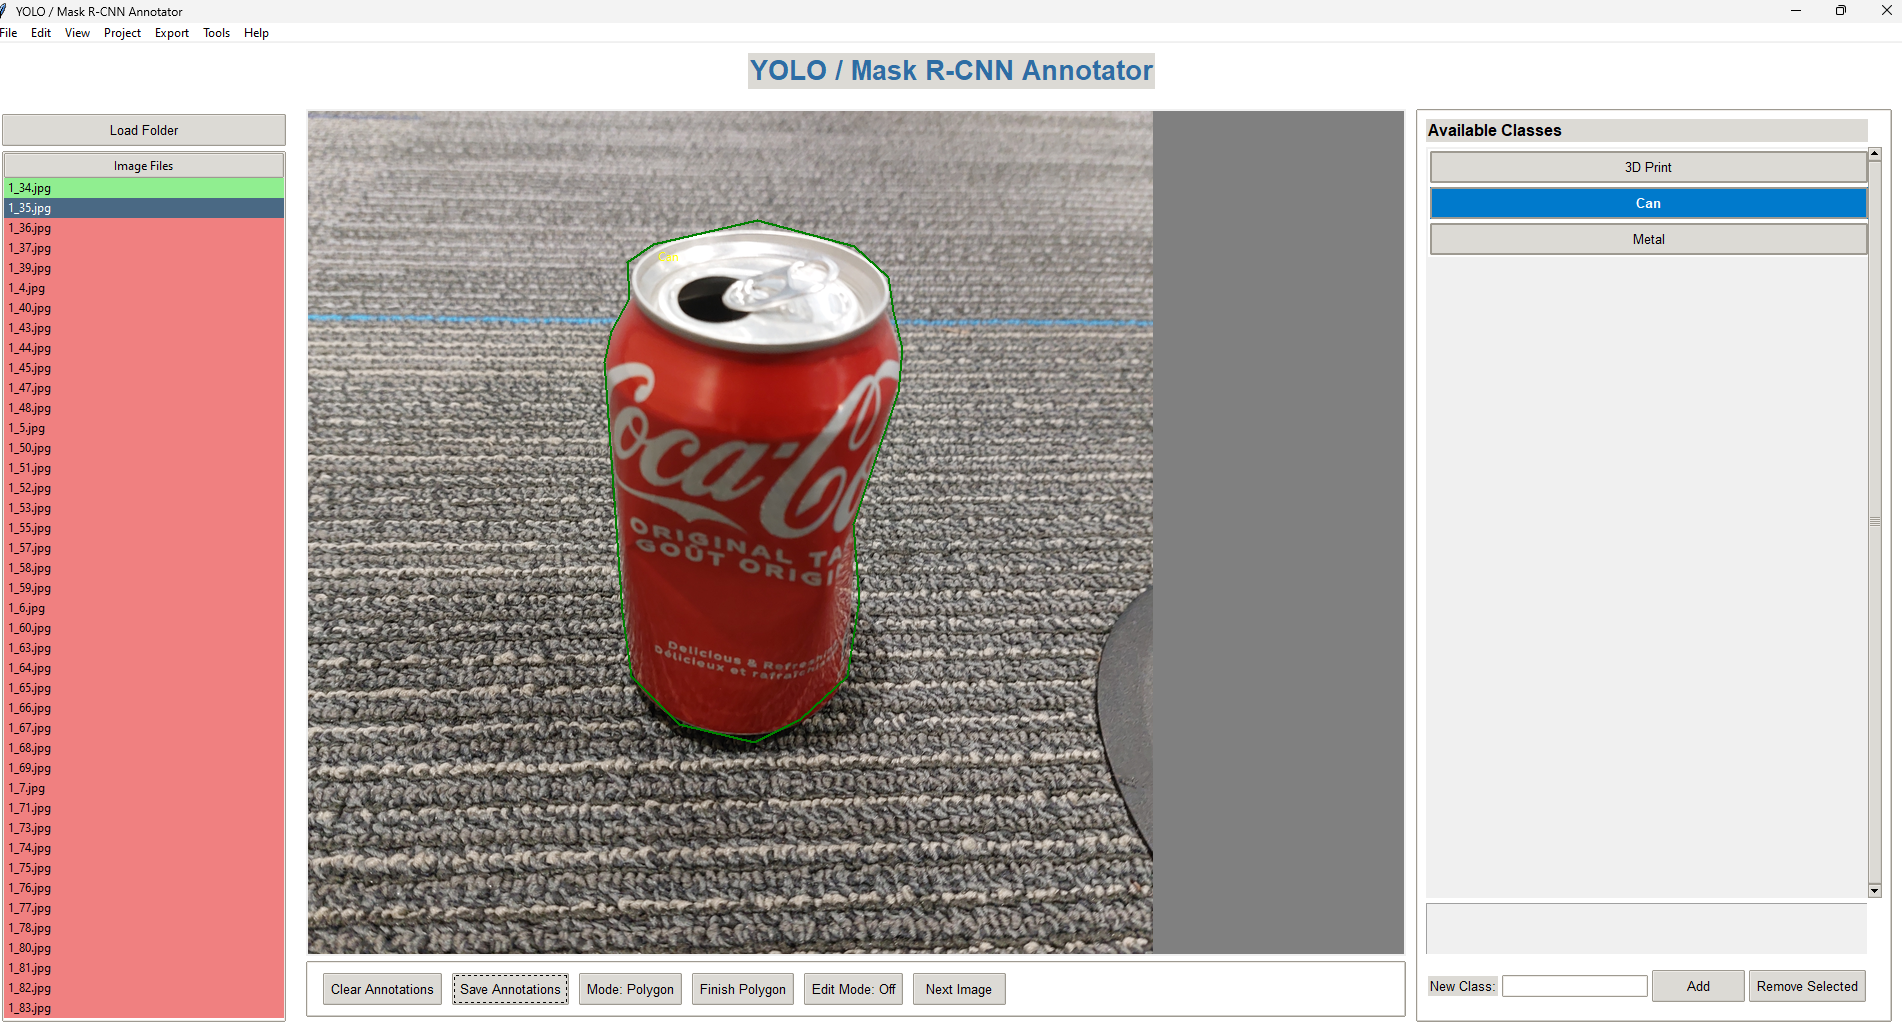 YOLO / Mask R-CNN Annotator
File Edit View Project Export Tools Help
YOLO / Mask R-CNN Annotator
Load Folder
Image Files
1_34.jpg
1_35.jpg
1_36.jpg
1_37.jpg
1_39.jpg
1_4.jpg
1_40.jpg
1_43.jpg
1_44.jpg
1_45.jpg
1_47.jpg
1_48.jpg
1_5.jpg
1_50.jpg
1_51.jpg
1_52.jpg
1_53.jpg
1_55.jpg
1_57.jpg
1_58.jpg
1_59.jpg
1_6.jpg
1_60.jpg
1_63.jpg
1_64.jpg
1_65.jpg
1_66.jpg
1_67.jpg
1_68.jpg
1_69.jpg
1_7.jpg
1_71.jpg
1_73.jpg
1_74.jpg
1_75.jpg
1_76.jpg
1_77.jpg
1_78.jpg
1_80.jpg
1_81.jpg
1_82.jpg
1_83.jpg
Can
Coca-Co
ORIGINAL TA
GOÛT ORIGI
Delicious & Refresh
Délicieux et rafraîch
Clear Annotations
Save Annotations
Mode: Polygon
Finish Polygon
Edit Mode: Off
Next Image
Available Classes
3D Print
Can
Metal
New Class:
Add
Remove Selected